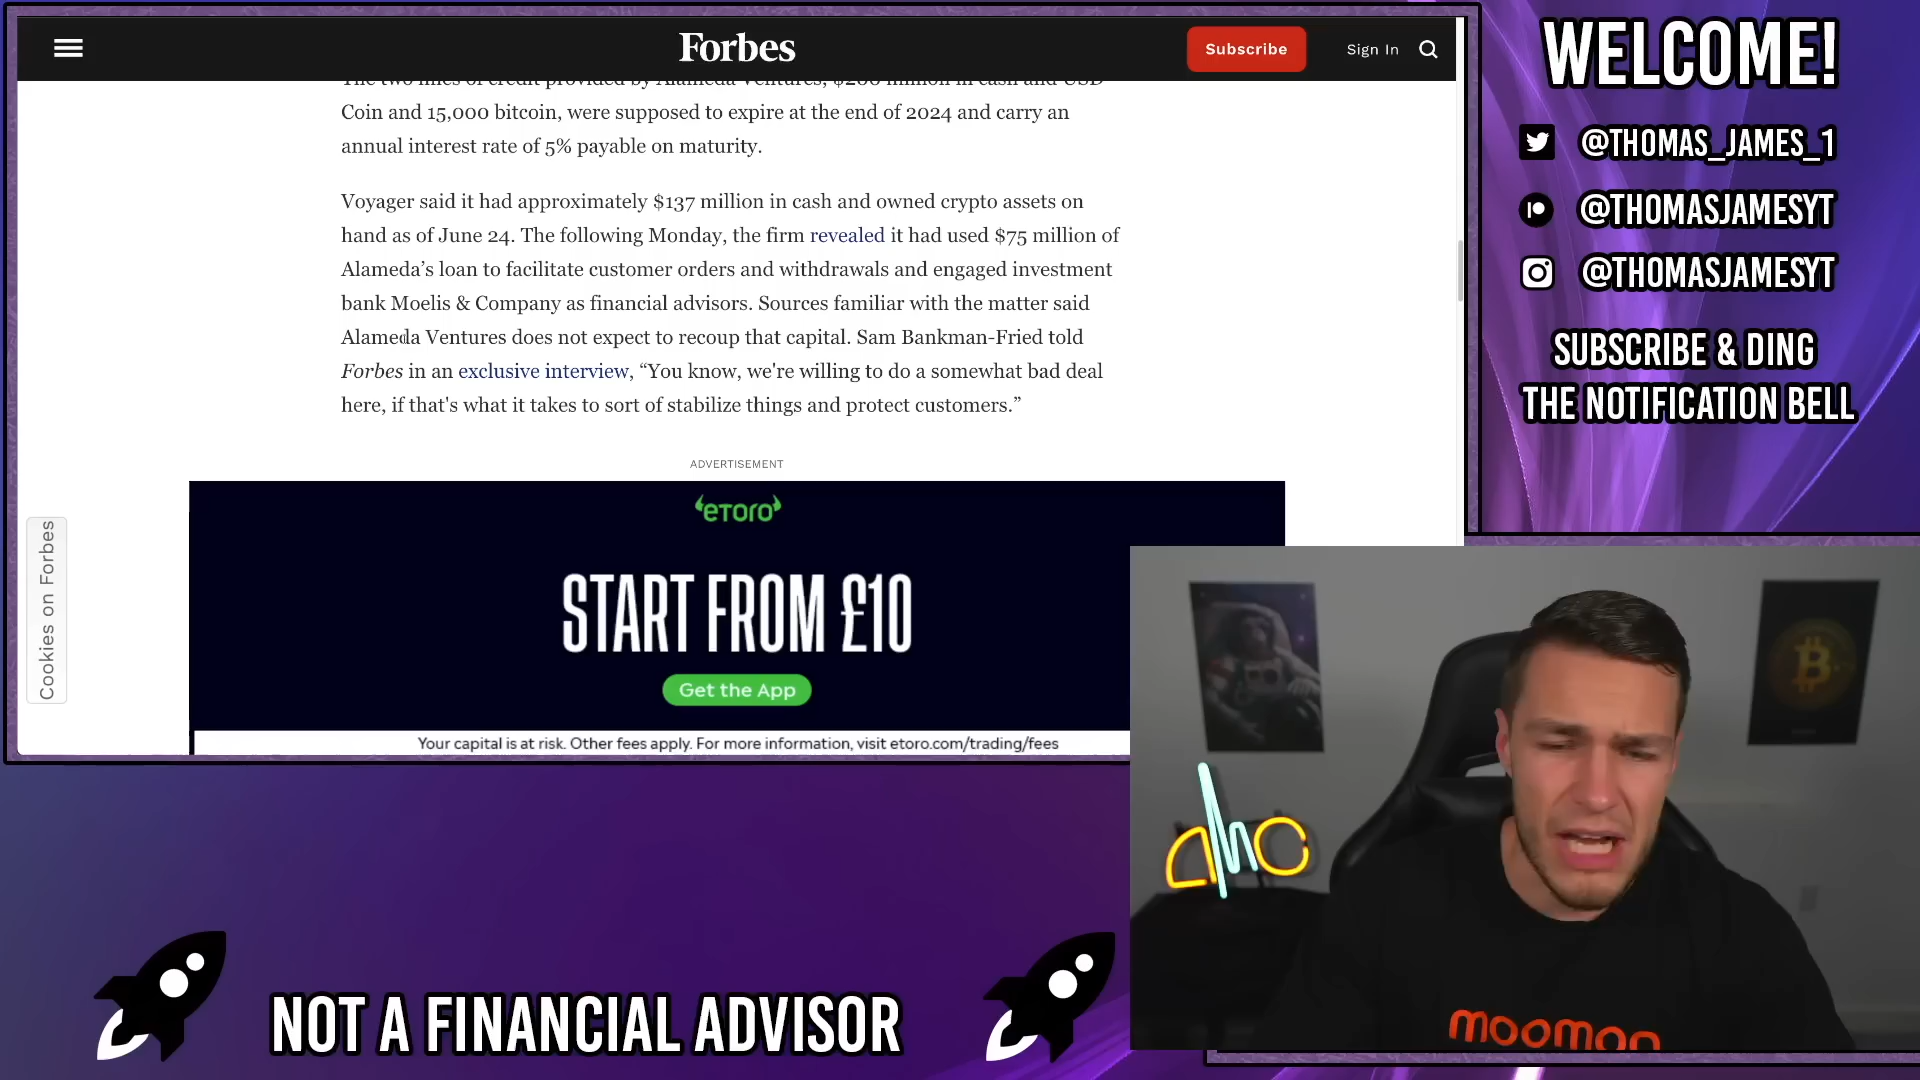 Forbes
Subscribe
Sign In
The two lines of credit provided by Alameda Ventures, $200 million in cash and USD
Coin and 15,000 bitcoin, were supposed to expire at the end of 2024 and carry an
annual interest rate of 5% payable on maturity.
Voyager said it had approximately $137 million in cash and owned crypto assets on
hand as of June 24. The following Monday, the firm revealed it had used $75 million of
Alameda’s loan to facilitate customer orders and withdrawals and engaged investment
bank Moelis & Company as financial advisors. Sources familiar with the matter said
Alameda Ventures does not expect to recoup that capital. Sam Bankman-Fried told
Forbes in an exclusive interview, “You know, we're willing to do a somewhat bad deal
here, if that's what it takes to sort of stabilize things and protect customers.”
ADVERTISEMENT
eToro
START FROM £10
Get the App
Your capital is at risk. Other fees apply. For more information, visit etoro.com/trading/fees
Cookies on Forbes
WELCOME!
@THOMAS_JAMES_1
@THOMASJAMESYT
@THOMASJAMESYT
SUBSCRIBE & DING
THE NOTIFICATION BELL
NOT A FINANCIAL ADVISOR
mooman